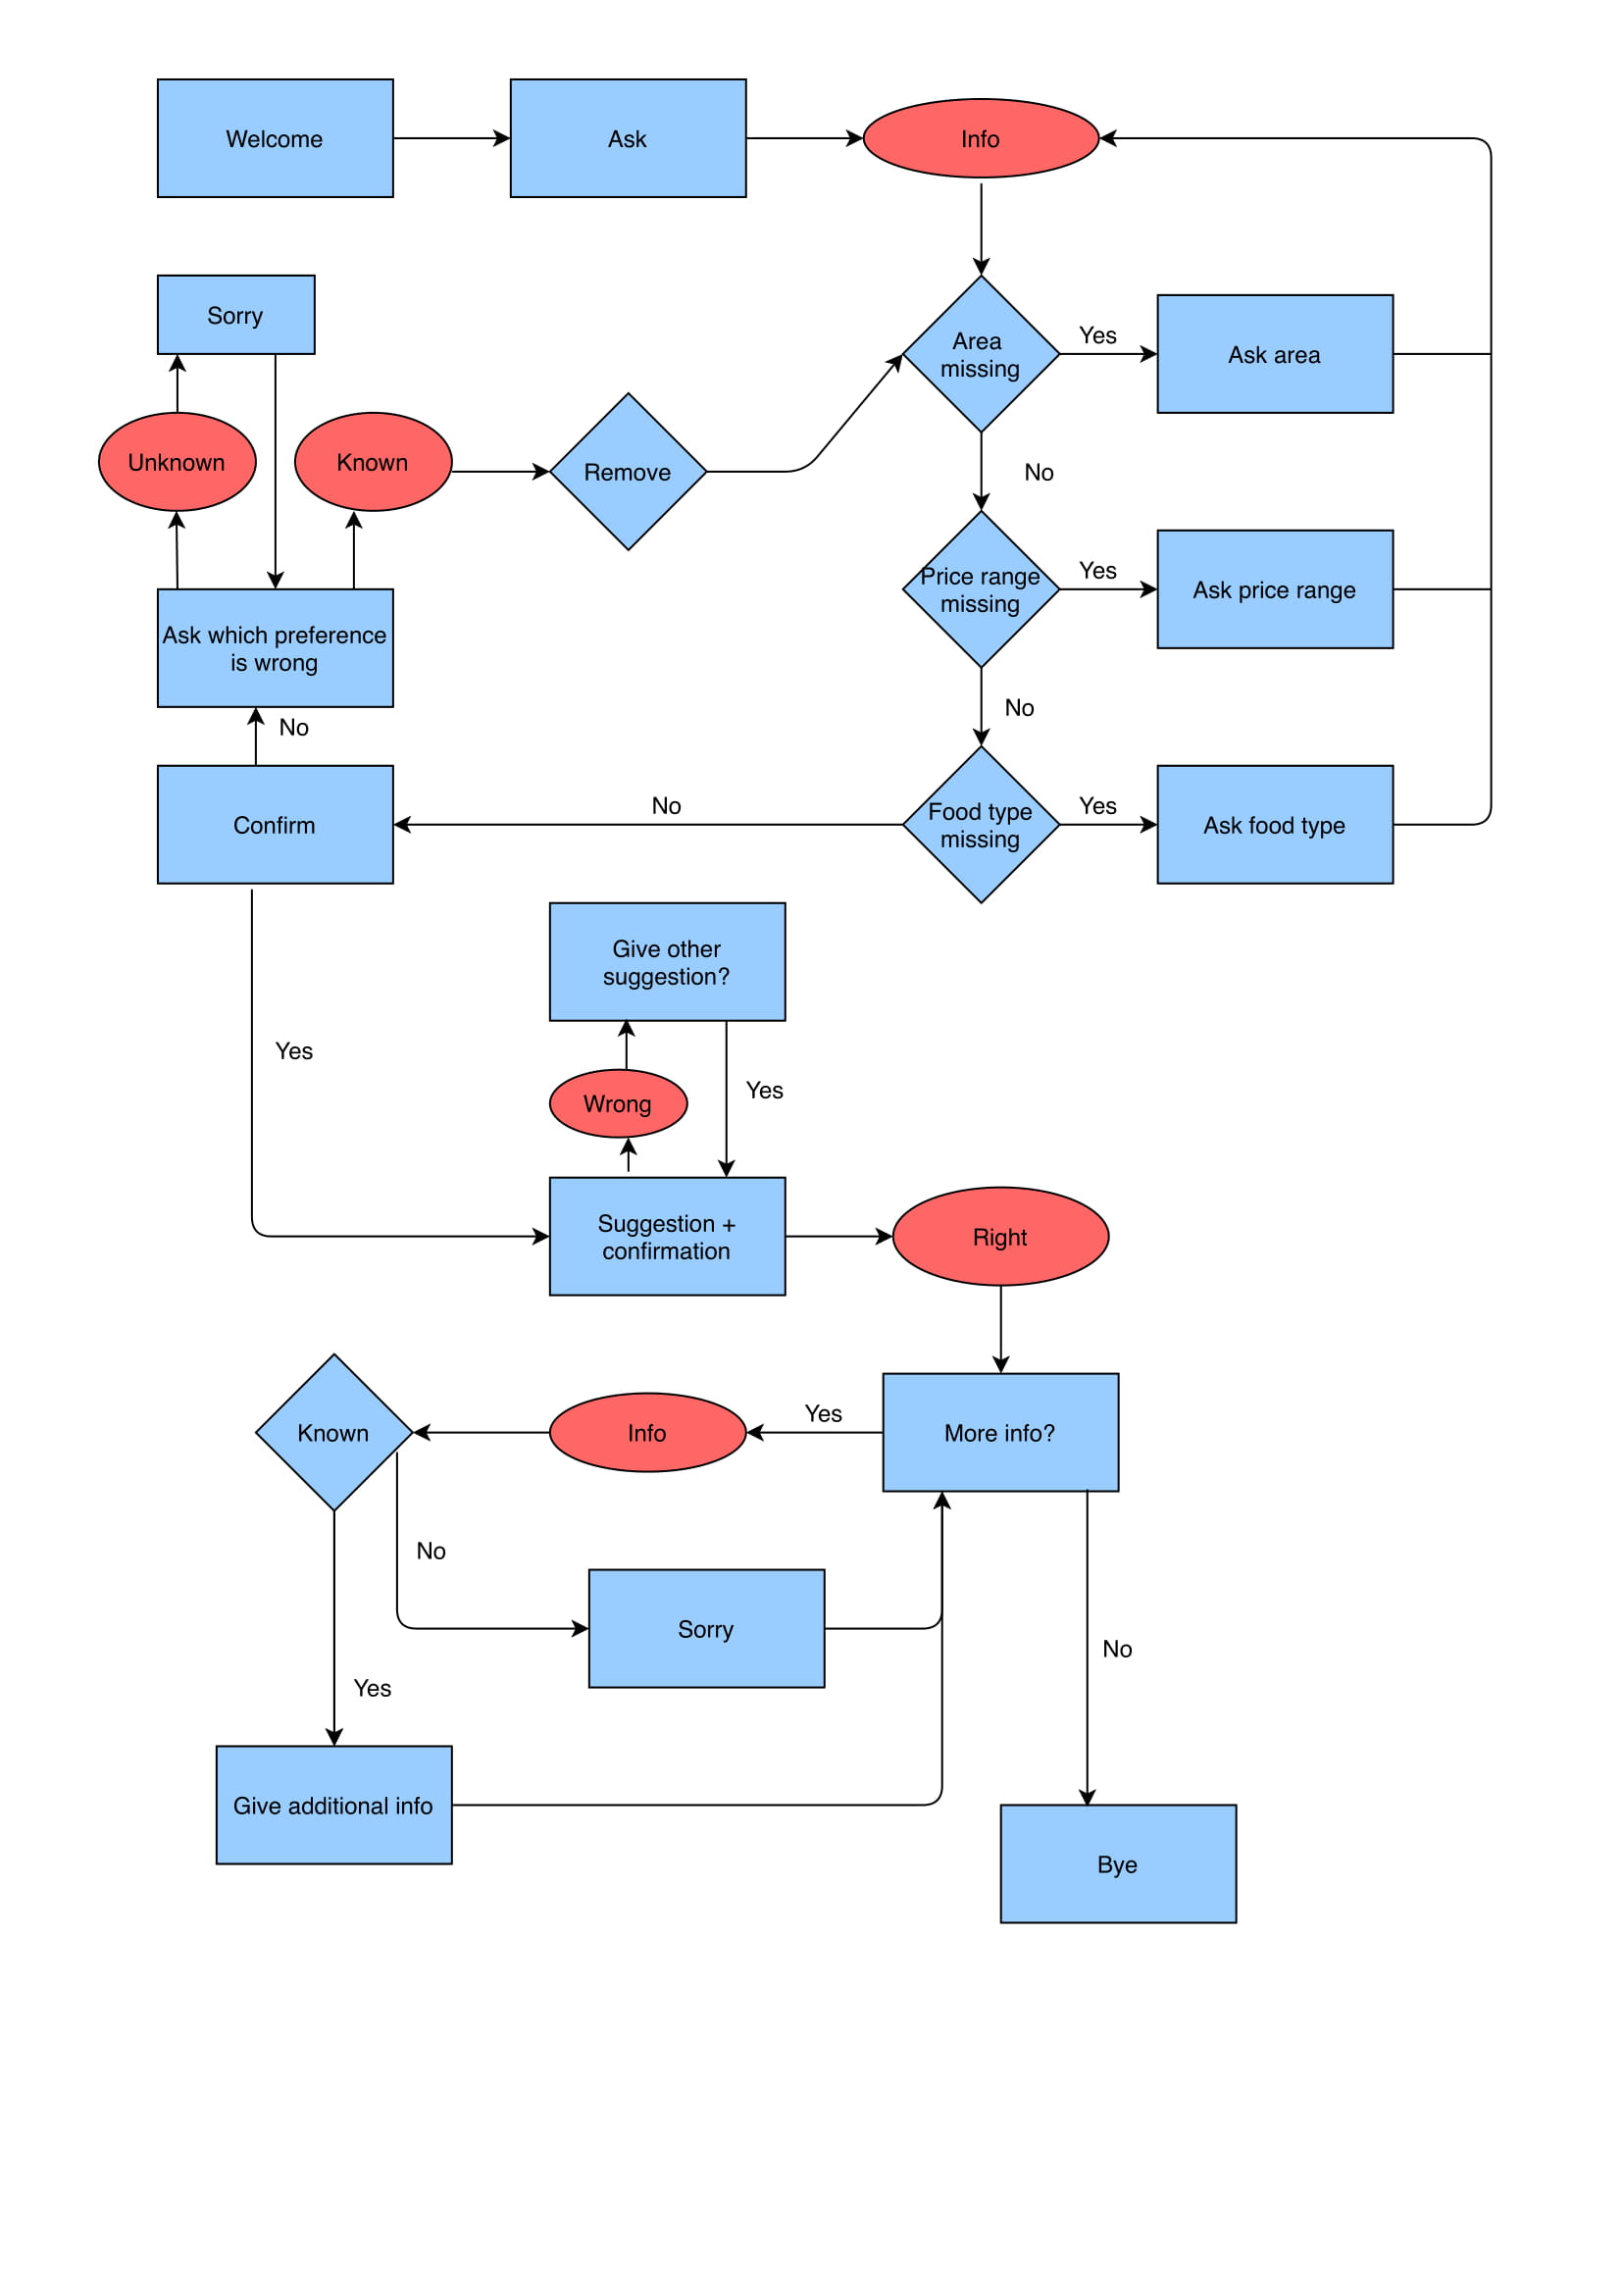 Welcome
Ask
Info
Sorry
Area
missing
Yes
Ask area
Unknown
Known
Remove
No
Price range
missing
Yes
Ask price range
Ask which preference
is wrong
No
No
Confirm
No
Food type
missing
Yes
Ask food type
Give other
suggestion?
Yes
Wrong
Yes
Suggestion +
confirmation
Right
Known
Info
Yes
More info?
No
Sorry
No
Yes
Give additional info
Bye